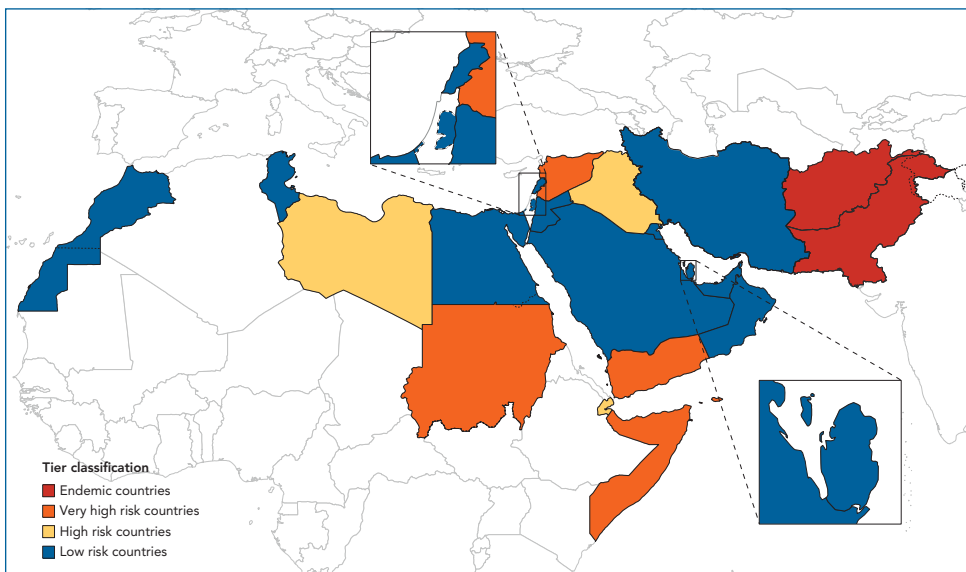 Tier classification
Endemic countries
Very high risk countries
High risk countries
Low risk countries